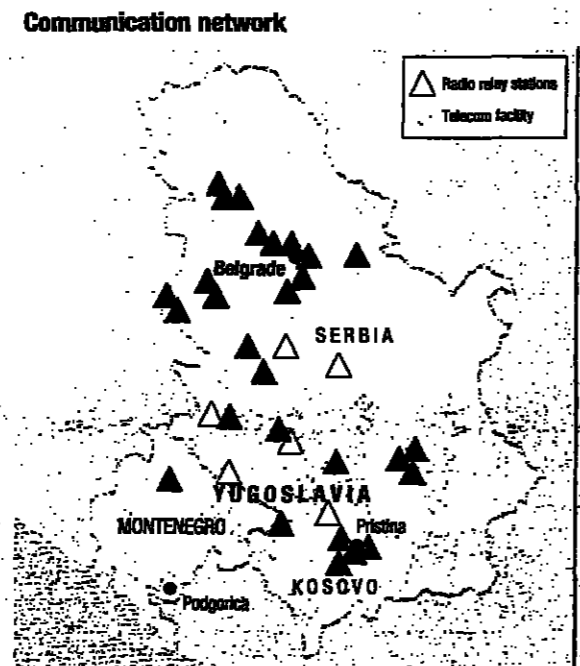 Communication network
Radio relay stations
Telecom facility
Belgrade
SERBIA
YUGOSLAVIA
MONTENEGRO
Pristina
KOSOVO
Podgorica